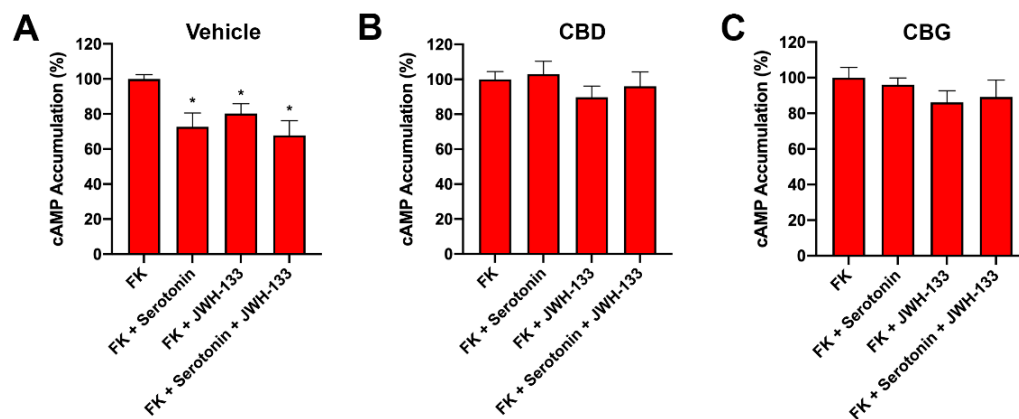 A
Vehicle
cAMP Accumulation (%)
120
100
80
60
40
20
0
*
*
*
FK
FK + Serotonin
FK + JWH-133
FK + Serotonin + JWH-133
B
CBD
cAMP Accumulation (%)
120
100
80
60
40
20
0
FK
FK + Serotonin
FK + JWH-133
FK + Serotonin + JWH-133
C
CBG
cAMP Accumulation (%)
120
100
80
60
40
20
0
FK
FK + Serotonin
FK + JWH-133
FK + Serotonin + JWH-133